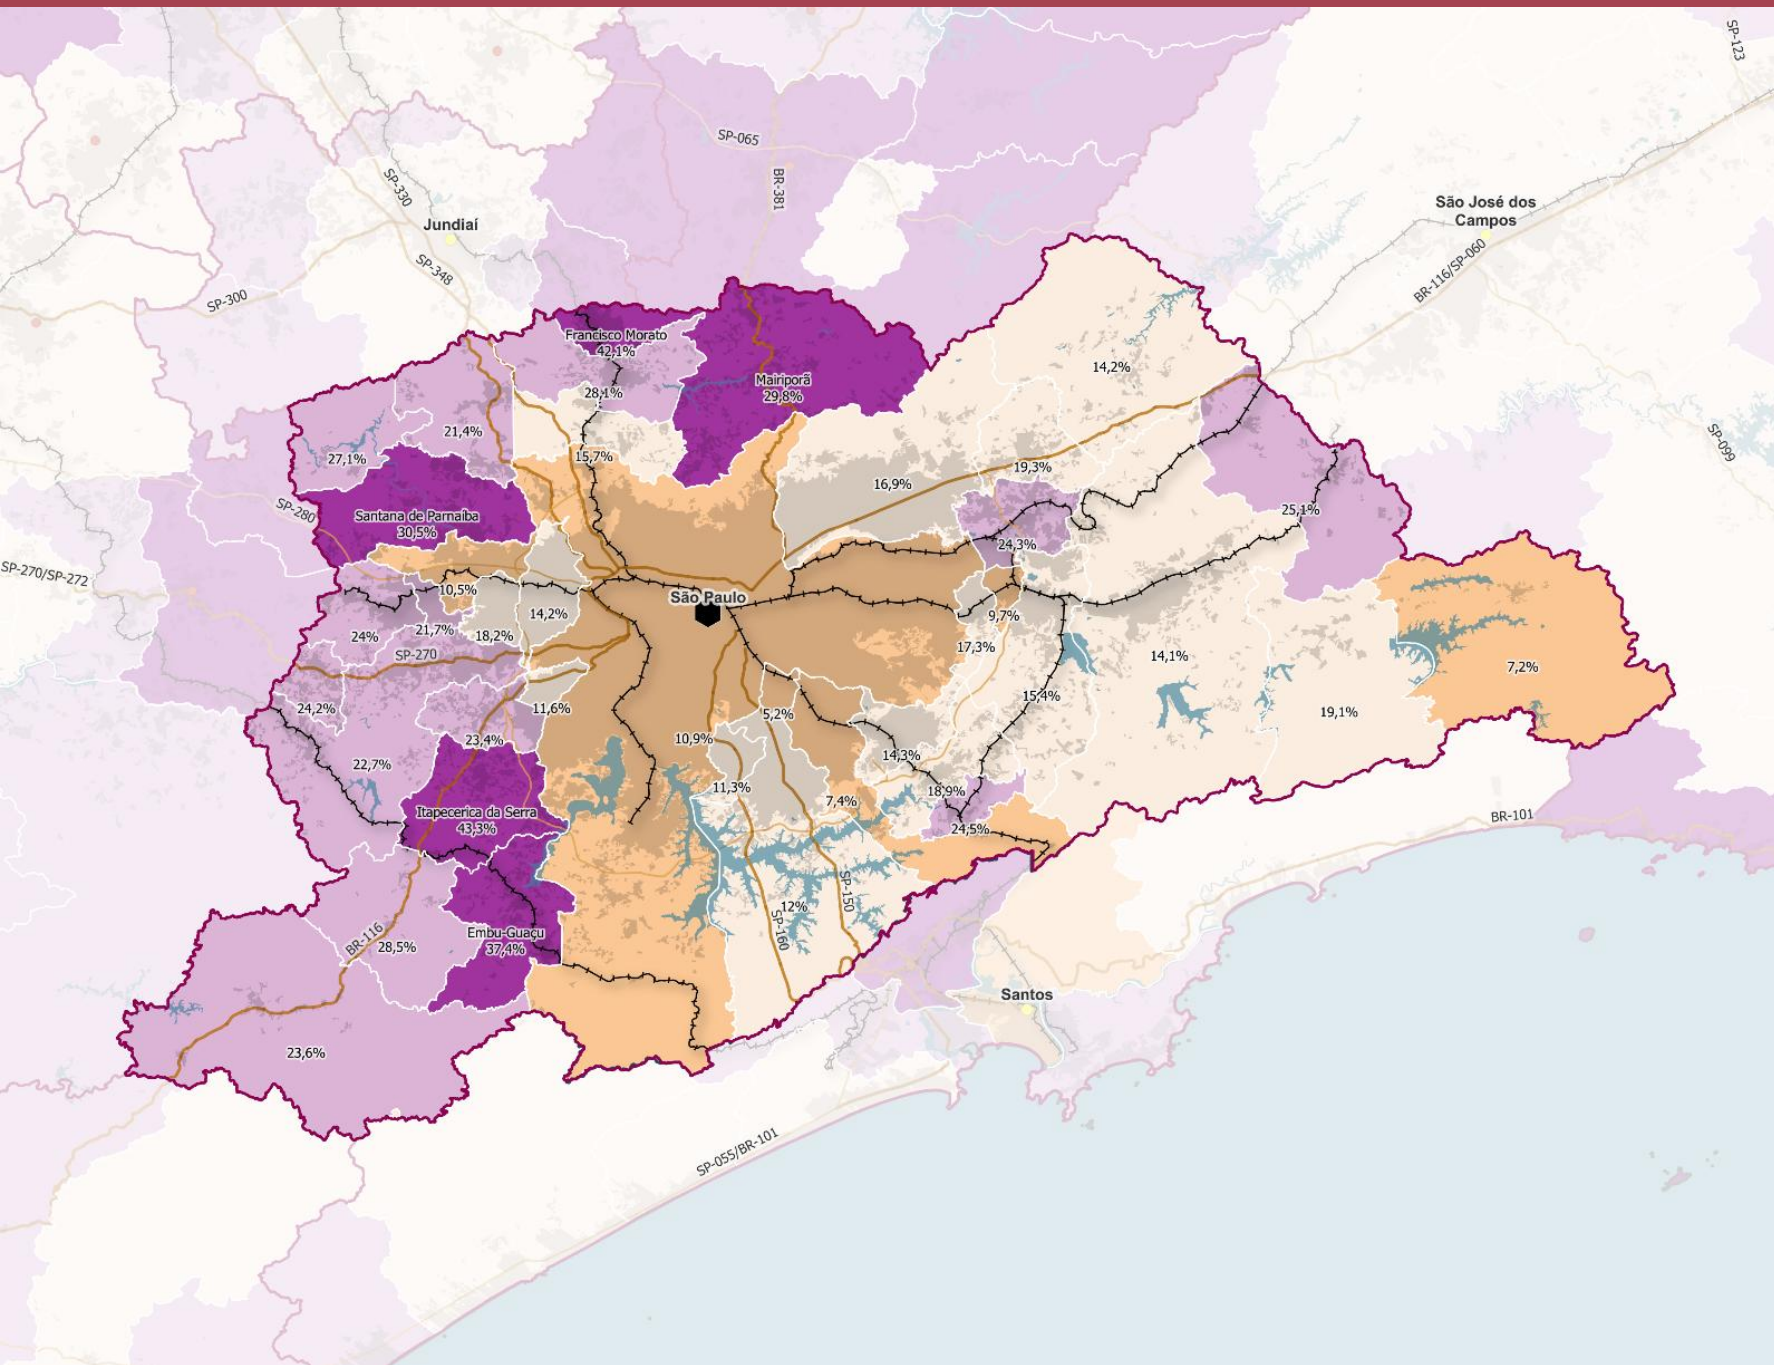 SP-123
SP-065
BR-381
SP-330
Jundiaí
São José dos
Campos
SP-348
BR-116/SP-060
SP-300
Francisco Morato
42,1%
14,2%
Mairiporã
29,8%
28,1%
21,4%
SP-099
27,1%
15,7%
19,3%
16,9%
SP-280
Santana de Parnaíba
30,5%
25,1%
24,3%
SP-270/SP-272
10,5%
São Paulo
14,2%
9,7%
24%
21,7%
18,2%
17,3%
SP-270
14,1%
7,2%
15,4%
24,2%
11,6%
5,2%
19,1%
23,4%
10,9%
14,3%
22,7%
11,3%
18,9%
7,4%
Itapecerica da Serra
43,3%
24,5%
BR-101
SP-150
12%
SP-160
BR-116
Embu-Guaçu
37,4%
28,5%
Santos
23,6%
SP-055/BR-101